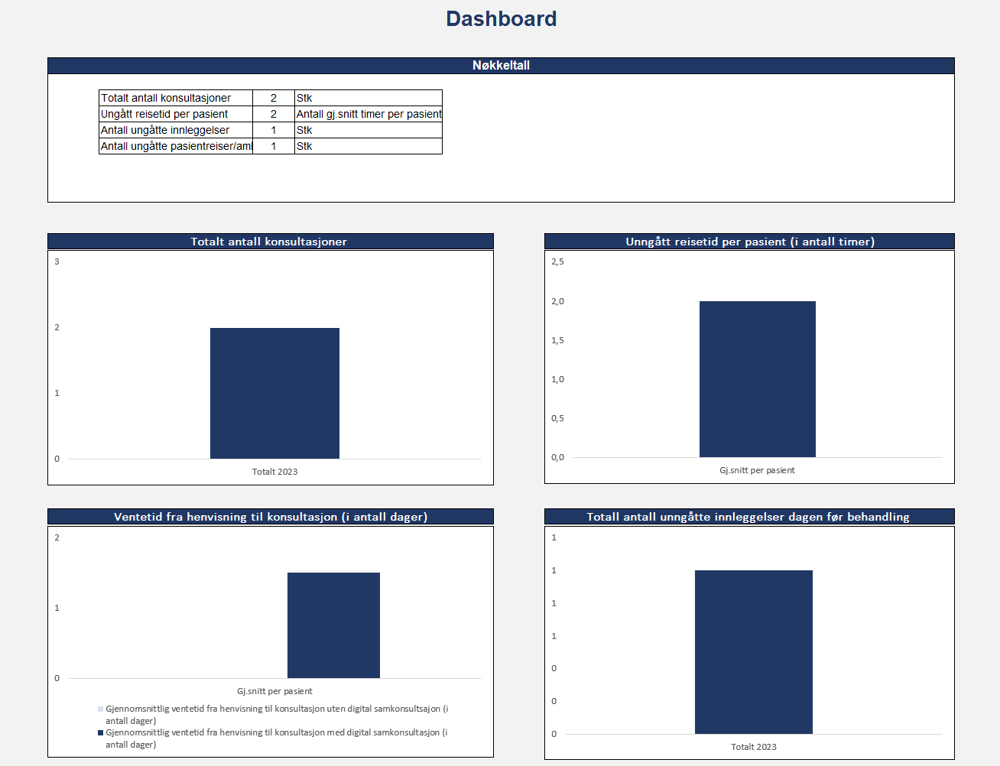 Dashboard
Nøkkeltall
Totalt antall konsultasjoner 2 Stk
Ungått reisetid per pasient 2 Antall gj.snitt timer per pasient
Antall ungåtte innleggelser 1 Stk
Antall ungåtte pasientreiser/aml 1 Stk
Totalt antall konsultasjoner
3
2
1
0
Totalt 2023
Unngått reisetid per pasient (i antall timer)
2,5
2,0
1,5
1,0
0,5
0,0
Gj.snitt per pasient
Ventetid fra henvisning til konsultasjon (i antall dager)
2
1
0
Gj.snitt per pasient
Gjennomsnittlig ventetid fra henvisning til konsultasjon uten digital samkonsultsajon (i
antall dager)
Gjennomsnittlig ventetid fra henvisning til konsultasjon med digital samkonsultasjon (i
antall dager)
Totall antall unngåtte innleggelser dagen før behandling
1
1
1
1
0
0
0
Totalt 2023